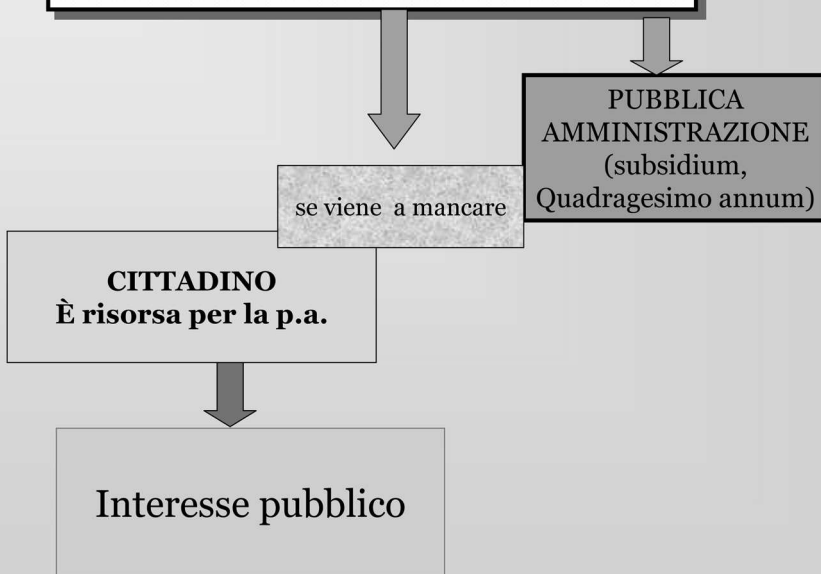 PUBBLICA
AMMINISTRAZIONE
(subsidium,
Quadragesimo annum)
se viene a mancare
CITTADINO
È risorsa per la p.a.
Interesse pubblico